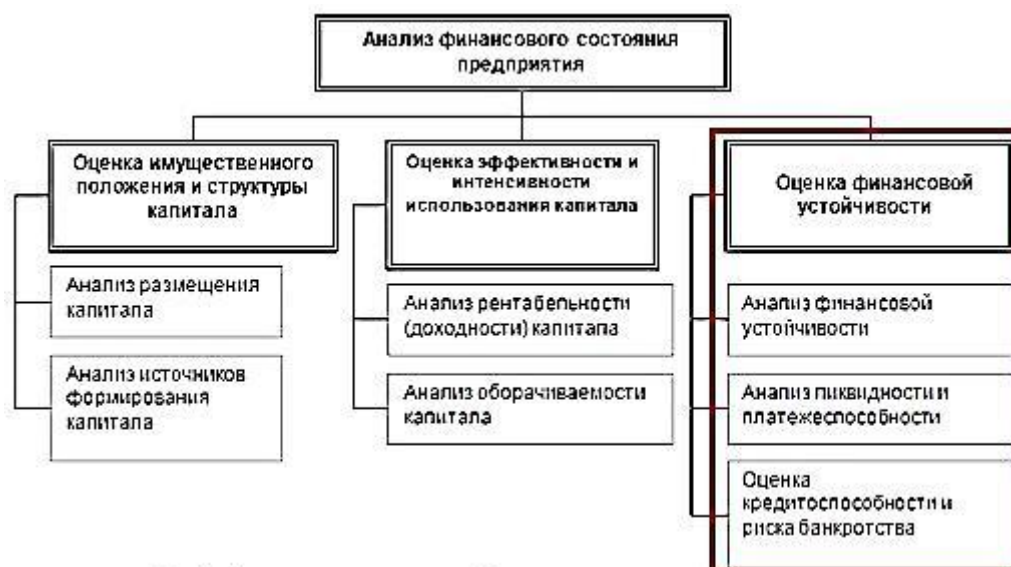 Анализ финансового состояния
предприятия
Оценка имущественного
положения и структуры
капитала
Оценка эффективности и
интенсивности
использования капитала
Оценка финансовой
устойчивости
Анализ размещения
капитала
Анализ источников
формирования
капитала
Анализ рентабельности
(доходности) капитала
Анализ оборачиваемости
капитала
Анализ финансовой
устойчивости
Анализ ликвидности и
платежеспособности
Оценка
кредитоспособности и
риска банкротства